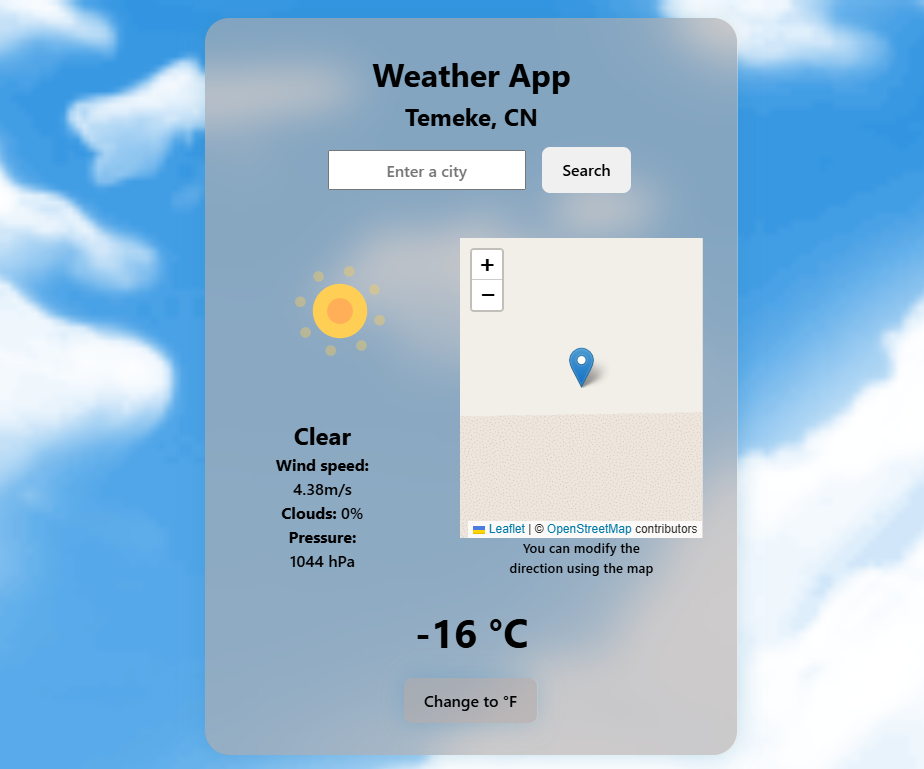 Weather App
Temeke, CN
Enter a city
Search
+
−
Clear
Wind speed:
4.38m/s
Clouds: 0%
Pressure:
1044 hPa
Leaflet | © OpenStreetMap contributors
You can modify the
direction using the map
-16 °C
Change to °F